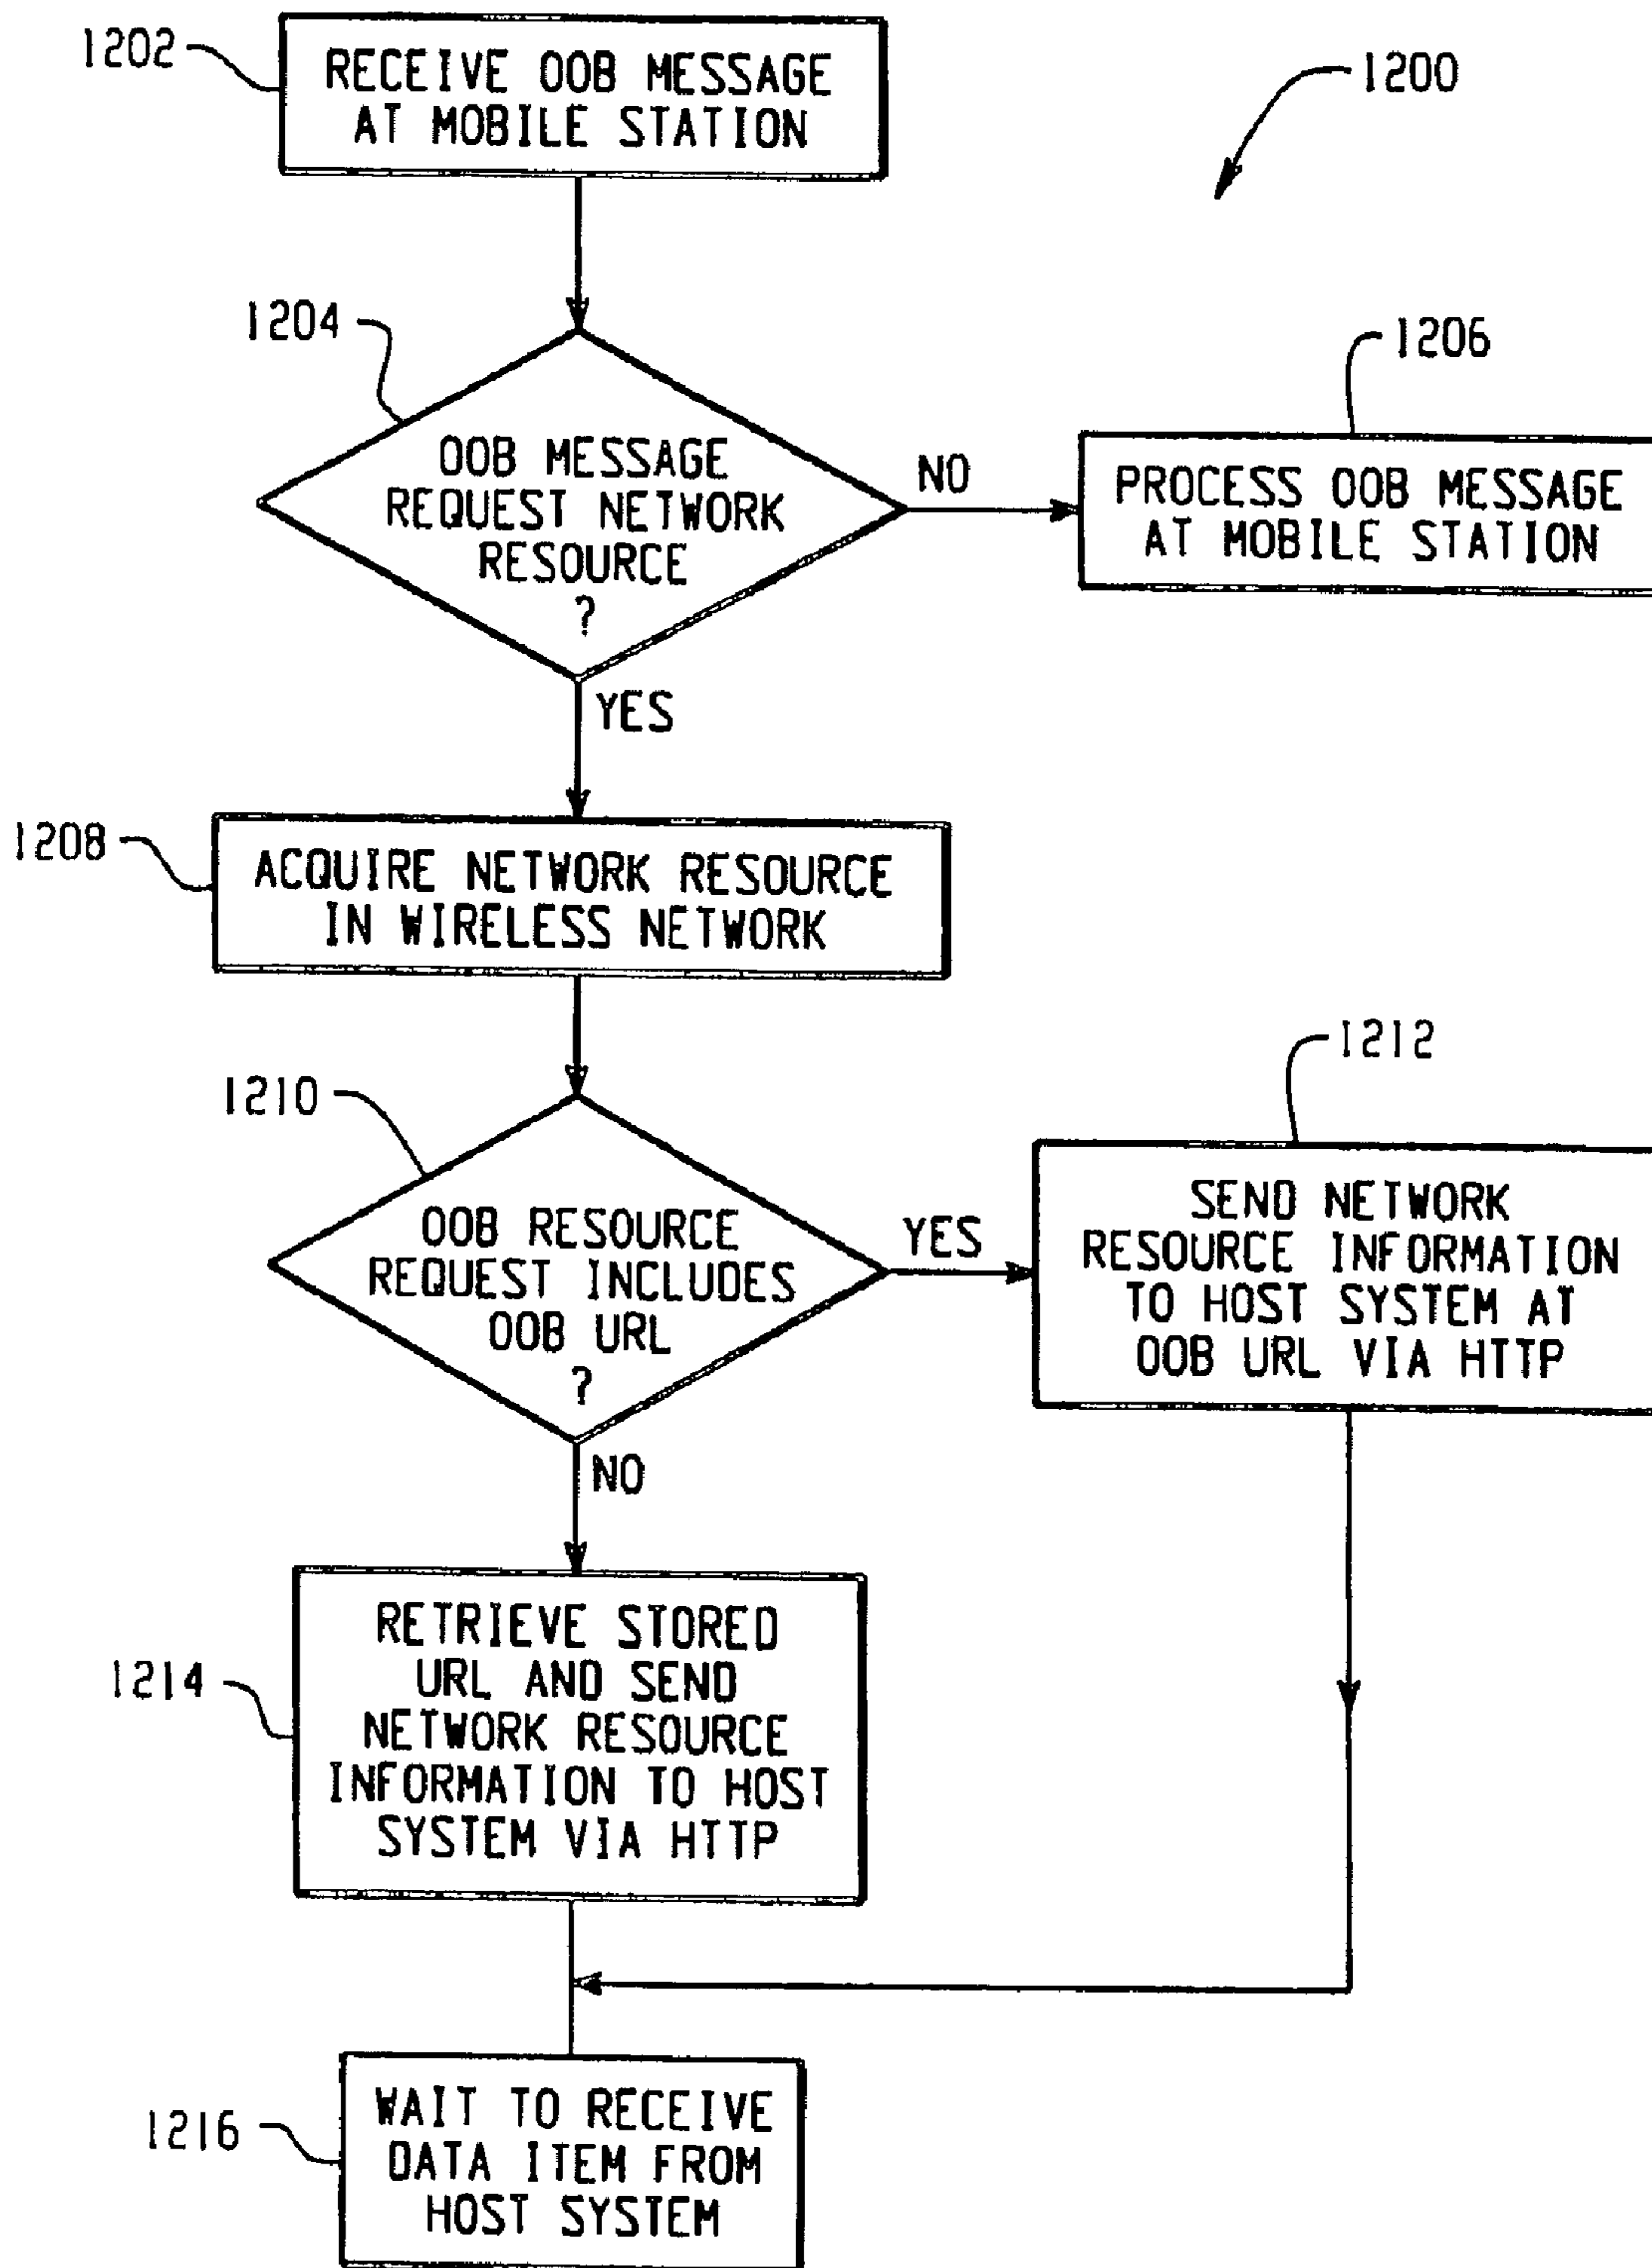 1202
RECEIVE OOB MESSAGE
AT MOBILE STATION
1200
1204
OOB MESSAGE
REQUEST NETWORK
RESOURCE
?
NO
1206
PROCESS OOB MESSAGE
AT MOBILE STATION
YES
1208
ACQUIRE NETWORK RESOURCE
IN WIRELESS NETWORK
1210
OOB RESOURCE
REQUEST INCLUDES
OOB URL
?
YES
1212
SEND NETWORK
RESOURCE INFORMATION
TO HOST SYSTEM AT
OOB URL VIA HTTP
NO
1214
RETRIEVE STORED
URL AND SEND
NETWORK RESOURCE
INFORMATION TO HOST
SYSTEM VIA HTTP
1216
WAIT TO RECEIVE
DATA ITEM FROM
HOST SYSTEM